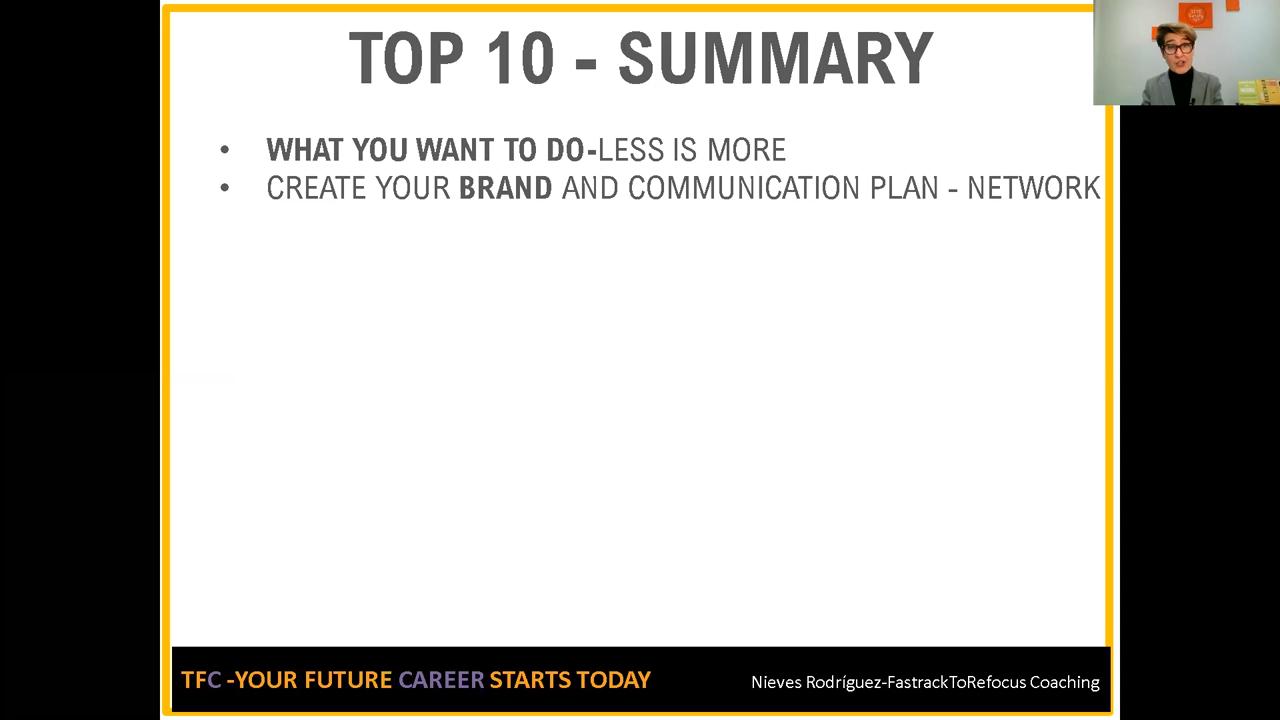 TOP 10 - SUMMARY
• WHAT YOU WANT TO DO-LESS IS MORE
• CREATE YOUR BRAND AND COMMUNICATION PLAN - NETWORK
TFC -YOUR FUTURE CAREER STARTS TODAY
Nieves Rodríguez-FastrackToRefocus Coaching